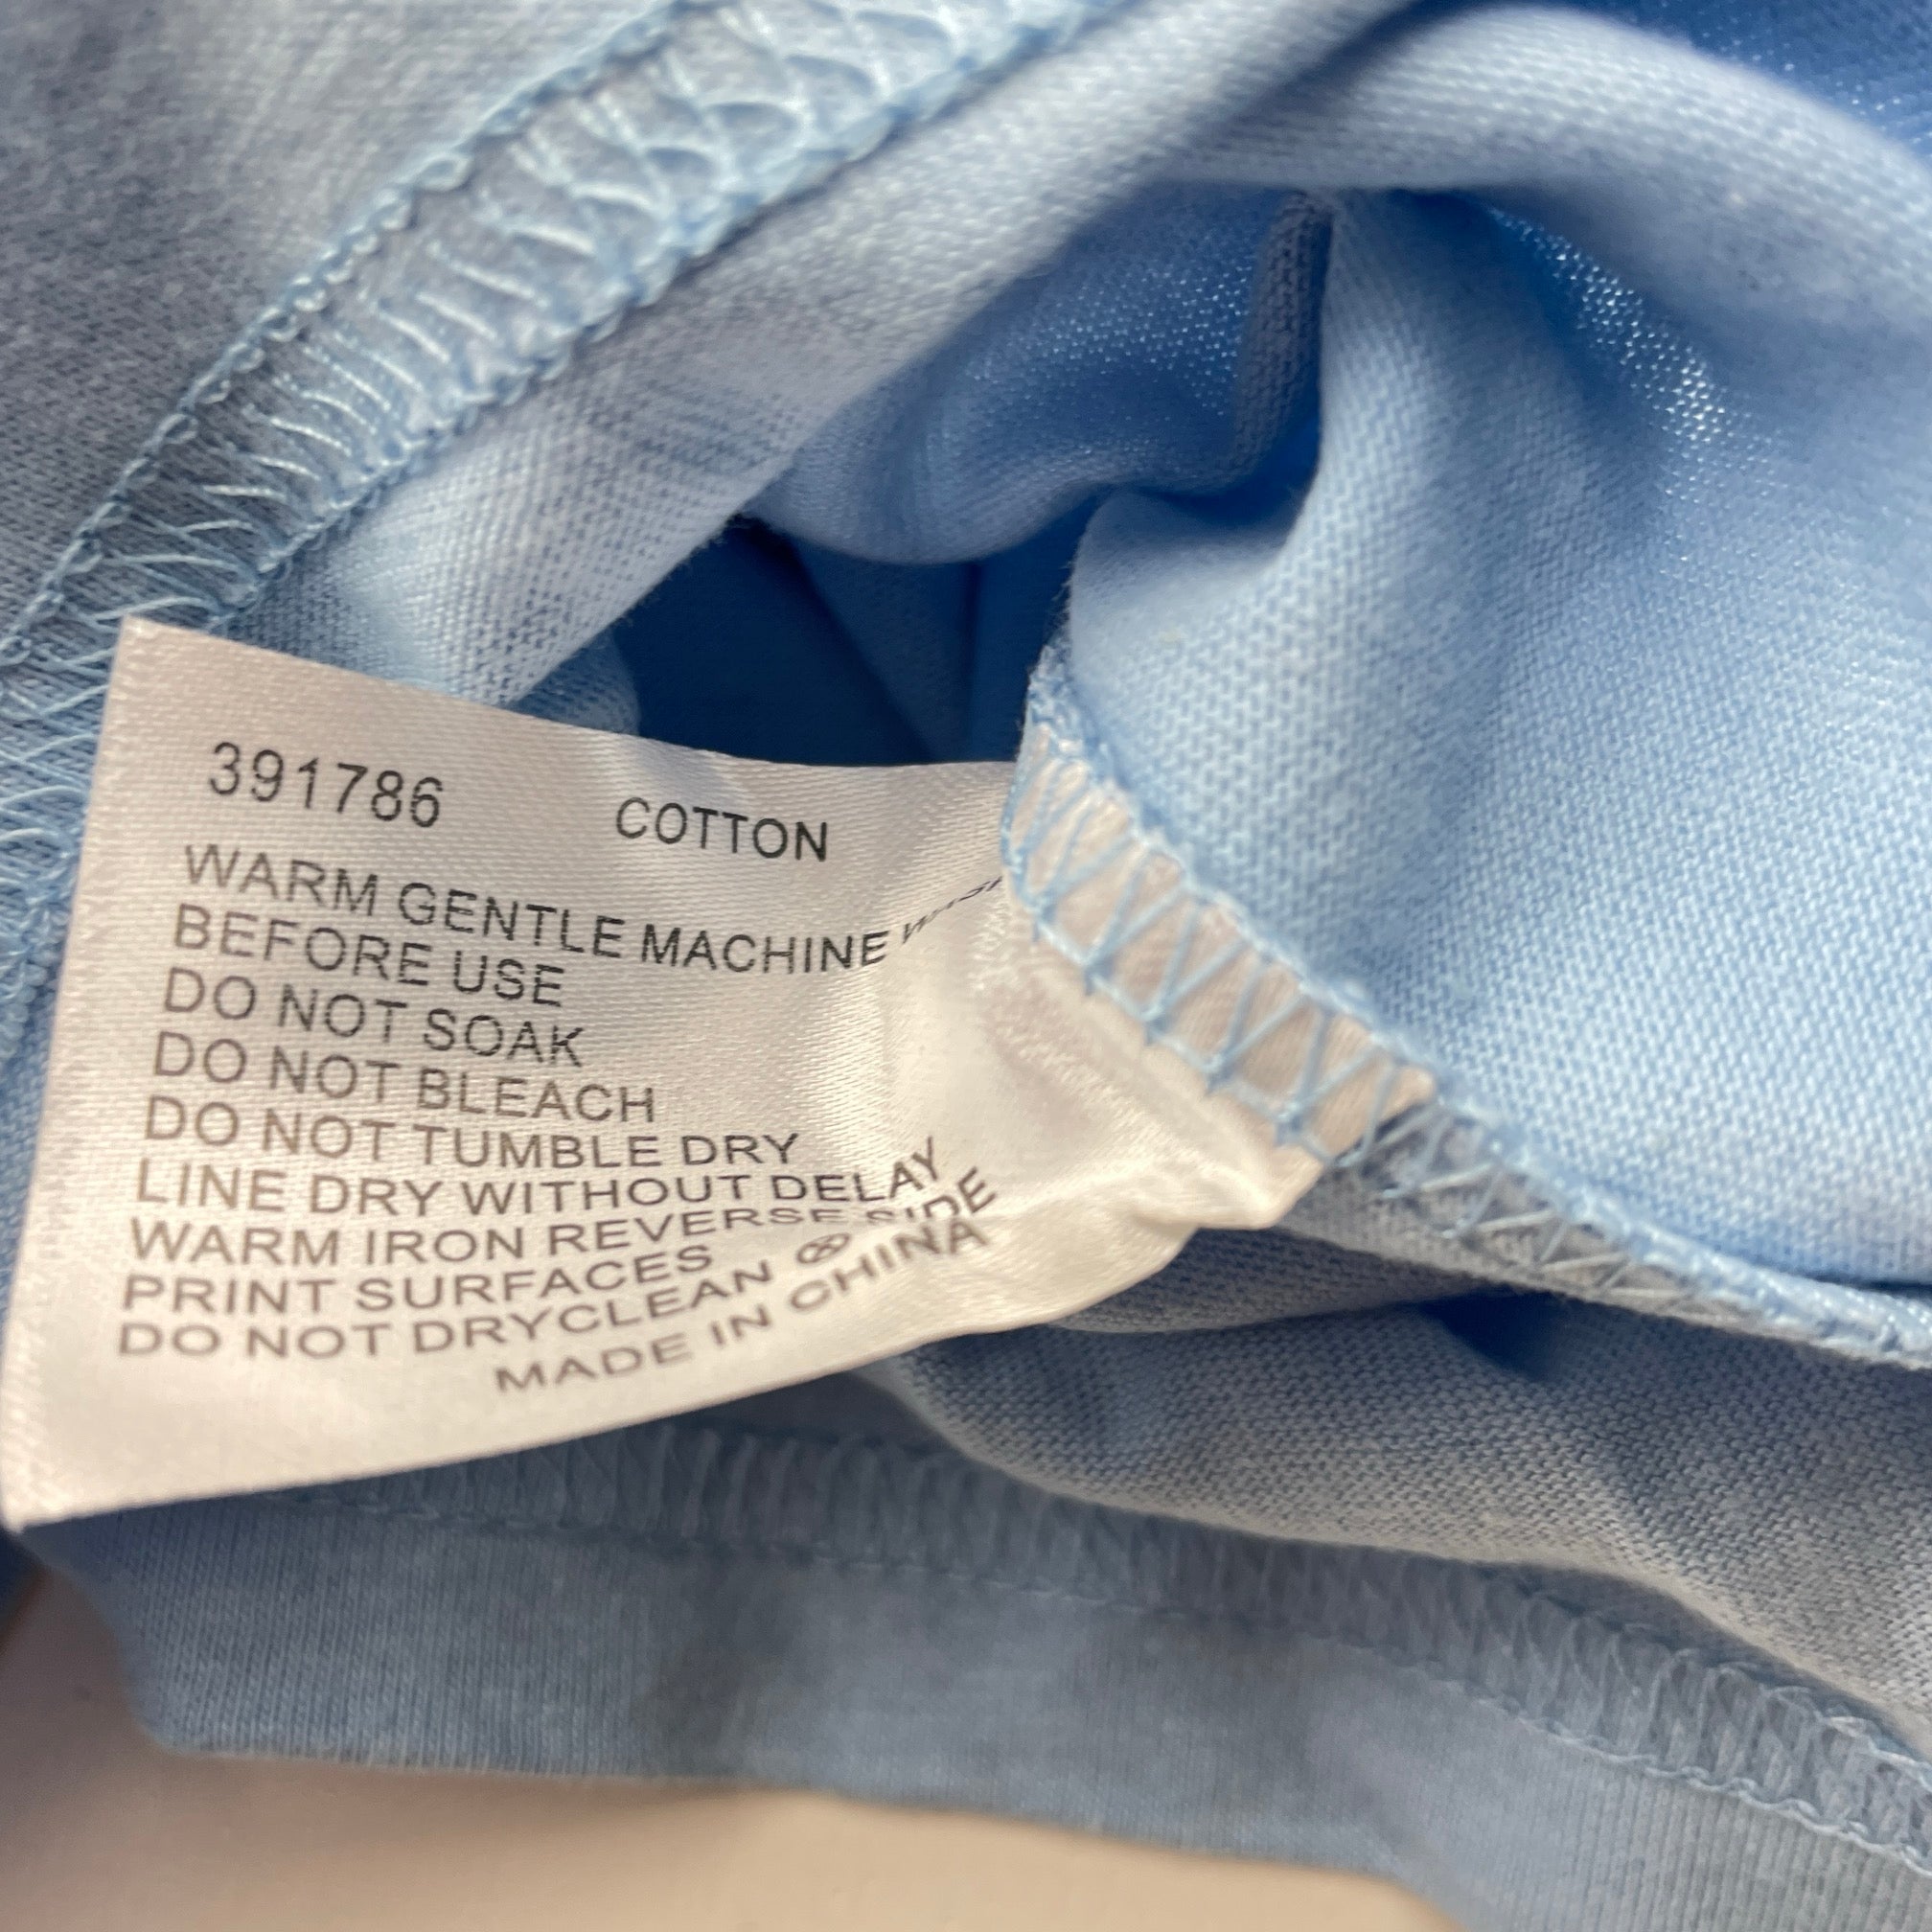 391786 COTTON
WARM GENTLE MACHINE WASH
BEFORE USE
DO NOT SOAK
DO NOT BLEACH
DO NOT TUMBLE DRY
LINE DRY WITHOUT DELAY
WARM IRON REVERSE SIDE
PRINT SURFACES
DO NOT DRYCLEAN
MADE IN CHINA